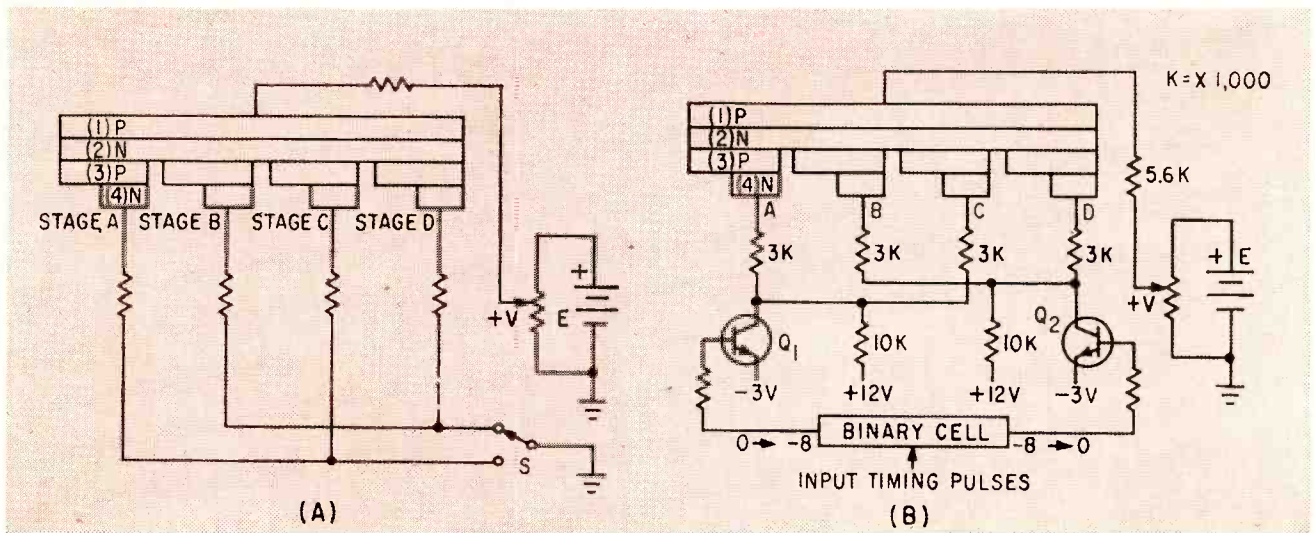 (1) P
(2) N
(3) P
(4) N
STAGE A STAGE B STAGE C STAGE D
+V
+
E
S
(A)
K = X 1,000
(1) P
(2) N
(3) P
(4) N
A B C D
5.6 K
3K 3K 3K 3K
+V
+
E
Q1
10K 10K
Q2
-3V +12V +12V -3V
0 → -8 BINARY CELL -8 → 0
INPUT TIMING PULSES
(B)